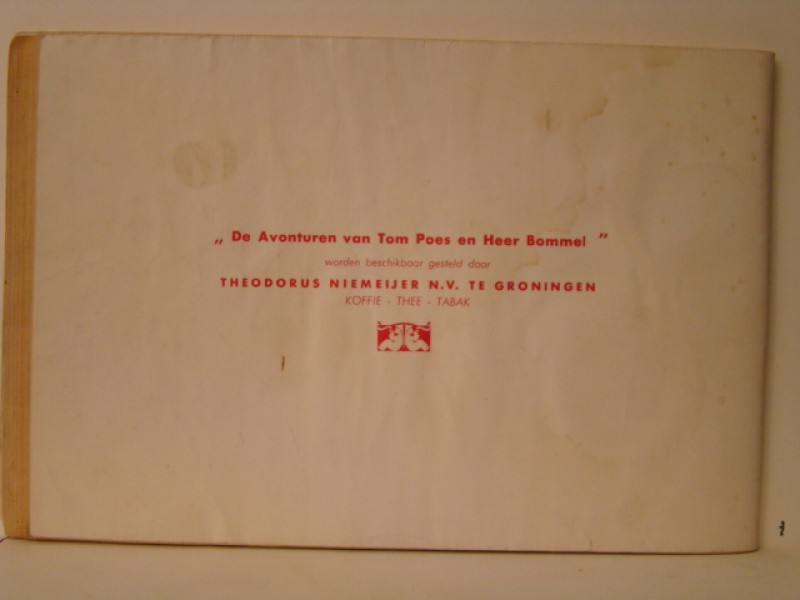 „ De Avonturen van Tom Poes en Heer Bommel ”
worden beschikbaar gesteld door
THEODORUS NIEMEIJER N.V. TE GRONINGEN
KOFFIE - THEE - TABAK